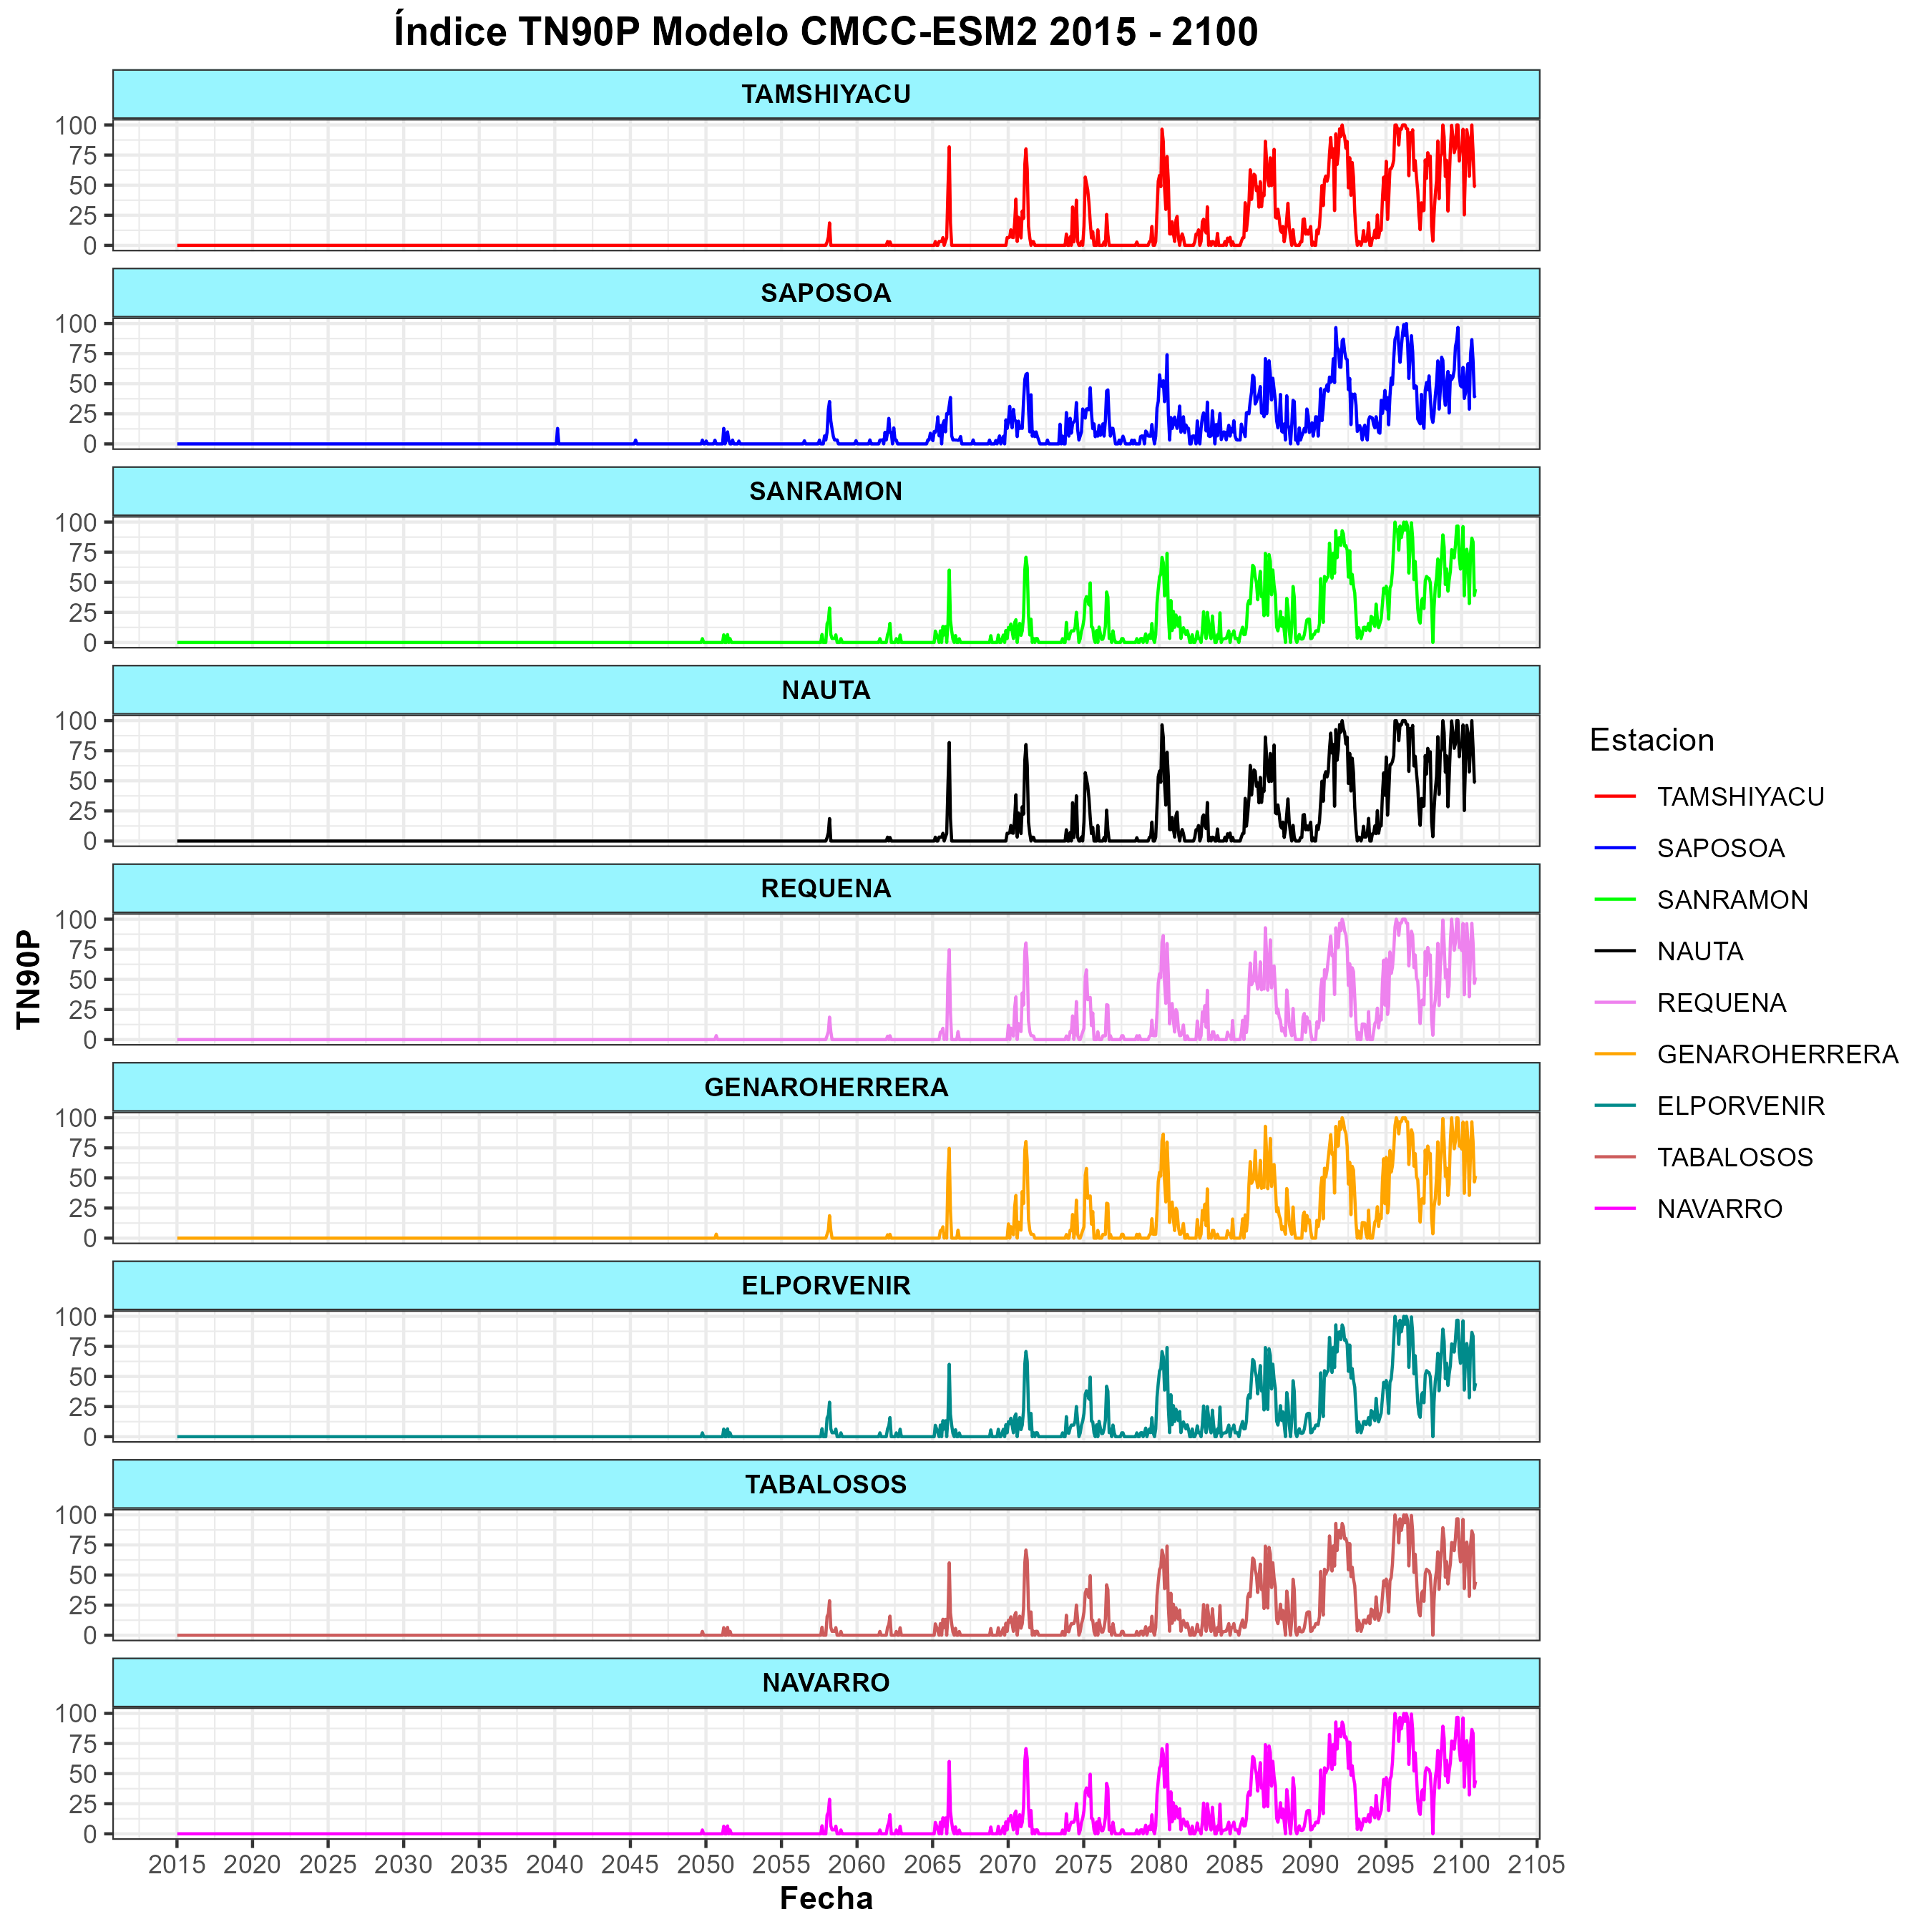 Índice TN90P Modelo CMCC-ESM2 2015 - 2100
TAMSHIYACU
100
75
50
25
0
SAPOSOA
100
75
50
25
0
SANRAMON
100
75
50
25
0
NAUTA
100
75
50
25
0
REQUENA
100
75
50
25
0
GENAROHERRERA
100
75
50
25
0
ELPORVENIR
100
75
50
25
0
TABALOSOS
100
75
50
25
0
NAVARRO
100
75
50
25
0
2015 2020 2025 2030 2035 2040 2045 2050 2055 2060 2065 2070 2075 2080 2085 2090 2095 2100 2105
Fecha
TN90P
Estacion
TAMSHIYACU
SAPOSOA
SANRAMON
NAUTA
REQUENA
GENAROHERRERA
ELPORVENIR
TABALOSOS
NAVARRO